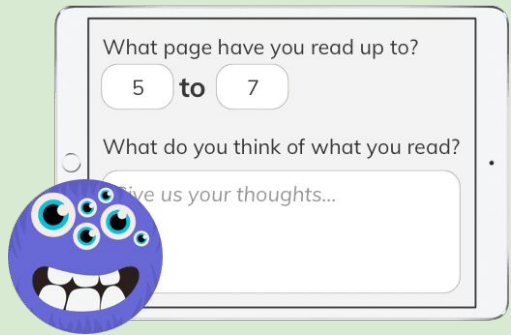 What page have you read up to?
5 to 7
What do you think of what you read?
Give us your thoughts...